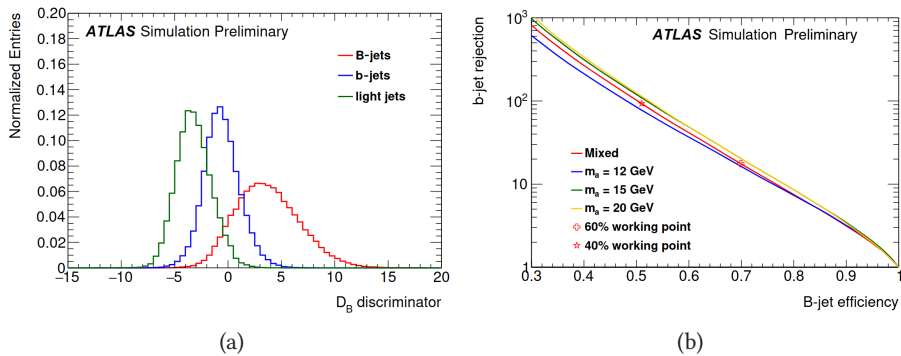 ATLAS Simulation Preliminary
B-jets
b-jets
light jets
Normalized Entries
0.20
0.18
0.16
0.14
0.12
0.10
0.08
0.06
0.04
0.02
0
−15 −10 −5 0 5 10 15 20
D_B discriminator
(a)
ATLAS Simulation Preliminary
b-jet rejection
10³
10²
10
1
Mixed
mₐ = 12 GeV
mₐ = 15 GeV
mₐ = 20 GeV
60% working point
40% working point
0.3 0.4 0.5 0.6 0.7 0.8 0.9 1
B-jet efficiency
(b)